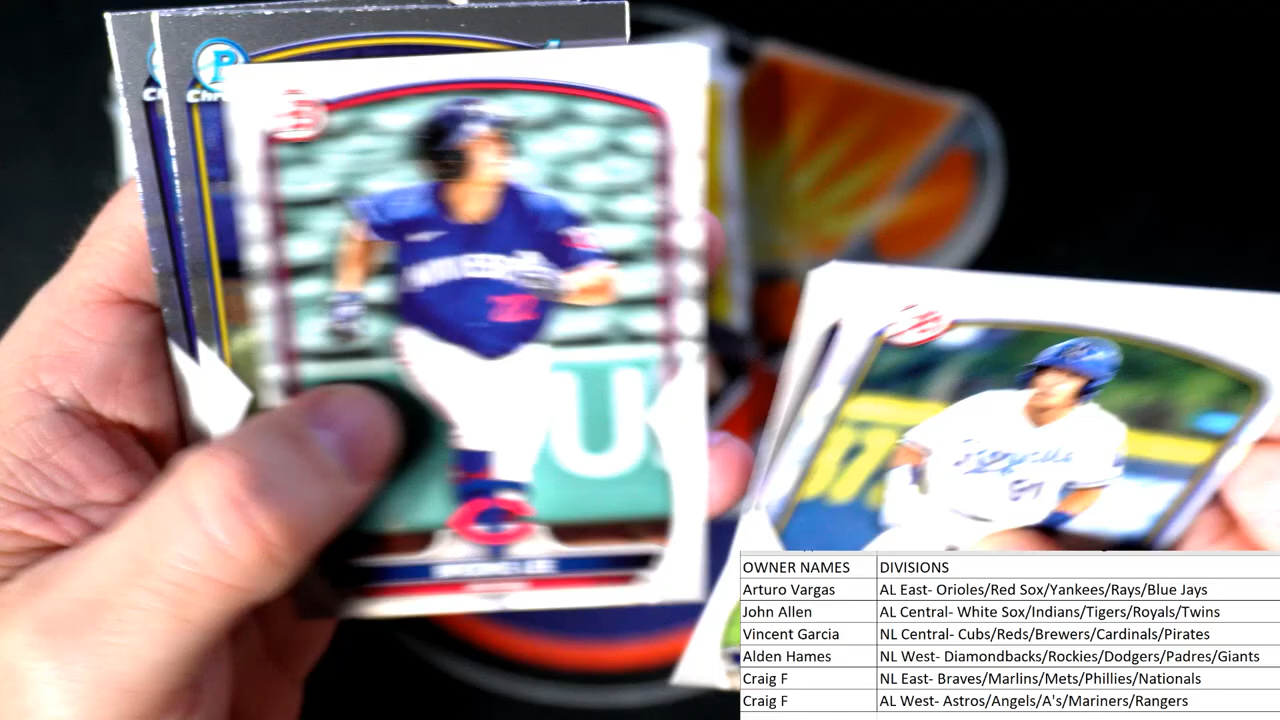 B
U
Royals
OWNER NAMES DIVISIONS
Arturo Vargas AL East- Orioles/Red Sox/Yankees/Rays/Blue Jays
John Allen AL Central- White Sox/Indians/Tigers/Royals/Twins
Vincent Garcia NL Central- Cubs/Reds/Brewers/Cardinals/Pirates
Alden Hames NL West- Diamondbacks/Rockies/Dodgers/Padres/Giants
Craig F NL East- Braves/Marlins/Mets/Phillies/Nationals
Craig F AL West- Astros/Angels/A's/Mariners/Rangers